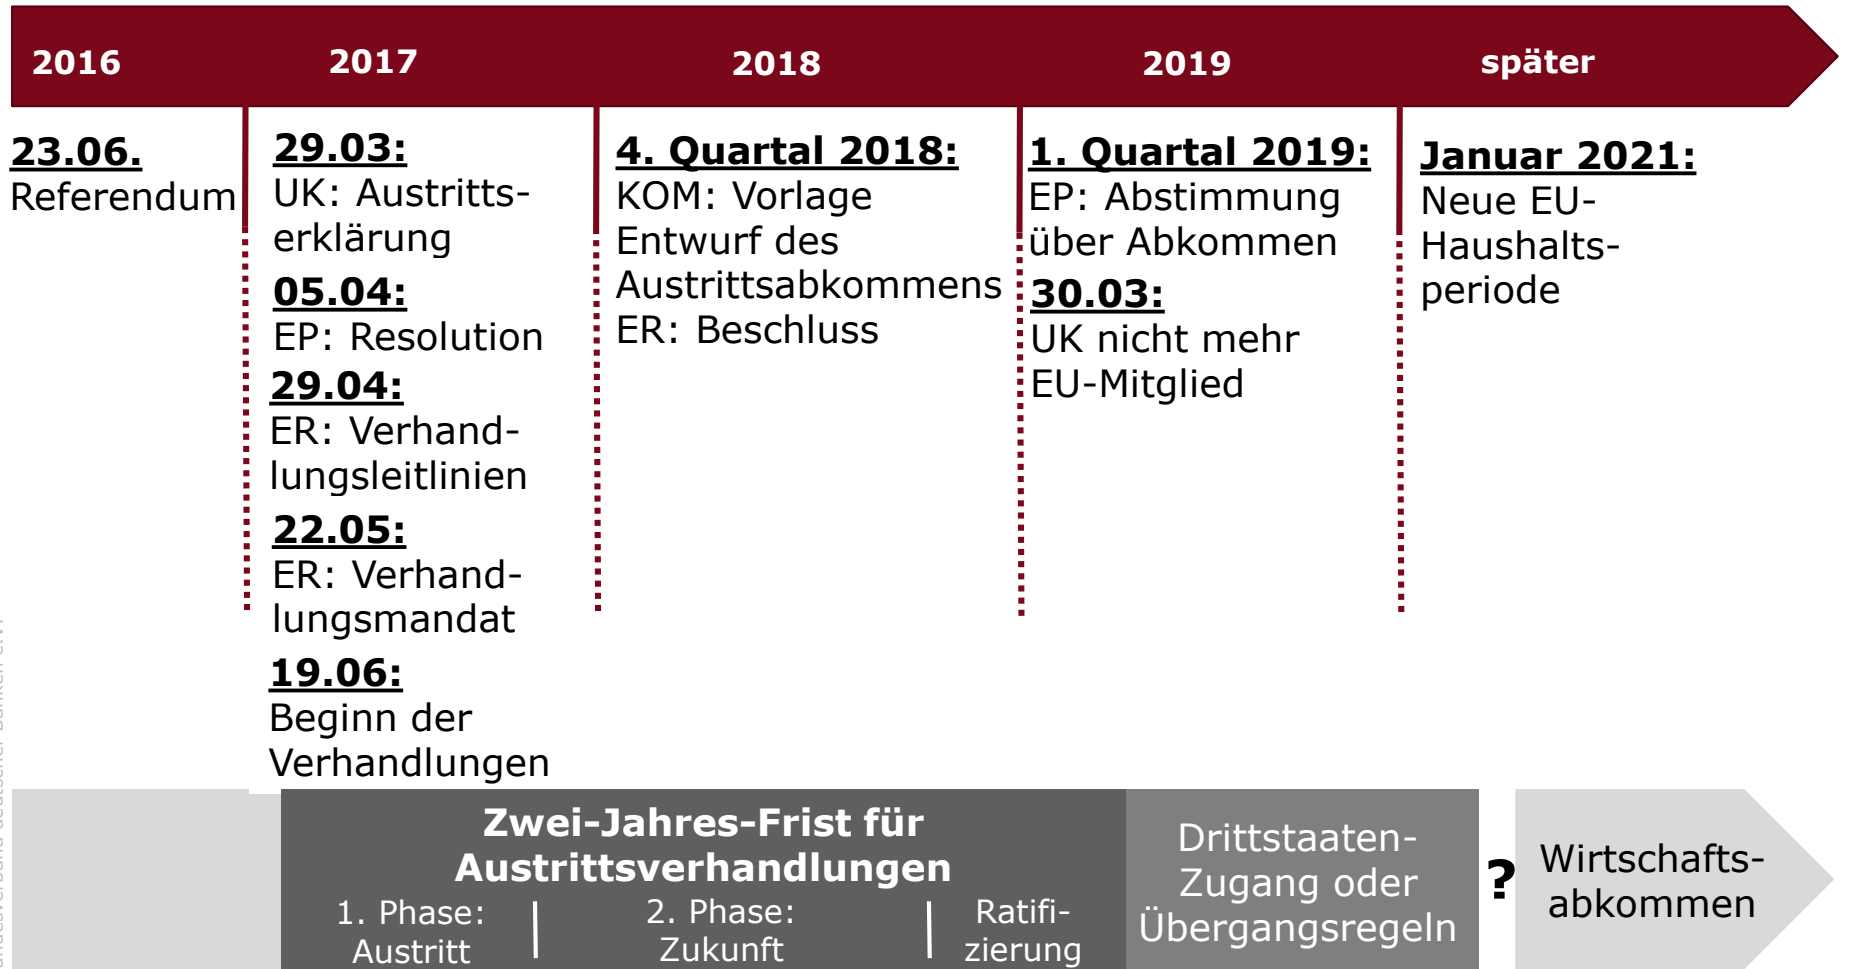 2016
2017
2018
2019
später
23.06.
Referendum
29.03:
UK: Austritts-
erklärung
05.04:
EP: Resolution
29.04:
ER: Verhand-
lungsleitlinien
22.05:
ER: Verhand-
lungsmandat
19.06:
Beginn der
Verhandlungen
4. Quartal 2018:
KOM: Vorlage
Entwurf des
Austrittsabkommens
ER: Beschluss
1. Quartal 2019:
EP: Abstimmung
über Abkommen
30.03:
UK nicht mehr
EU-Mitglied
Januar 2021:
Neue EU-
Haushalts-
periode
Zwei-Jahres-Frist für
Austrittsverhandlungen
1. Phase:
Austritt
2. Phase:
Zukunft
Ratifi-
zierung
Drittstaaten-
Zugang oder
Übergangsregeln
?
Wirtschafts-
abkommen